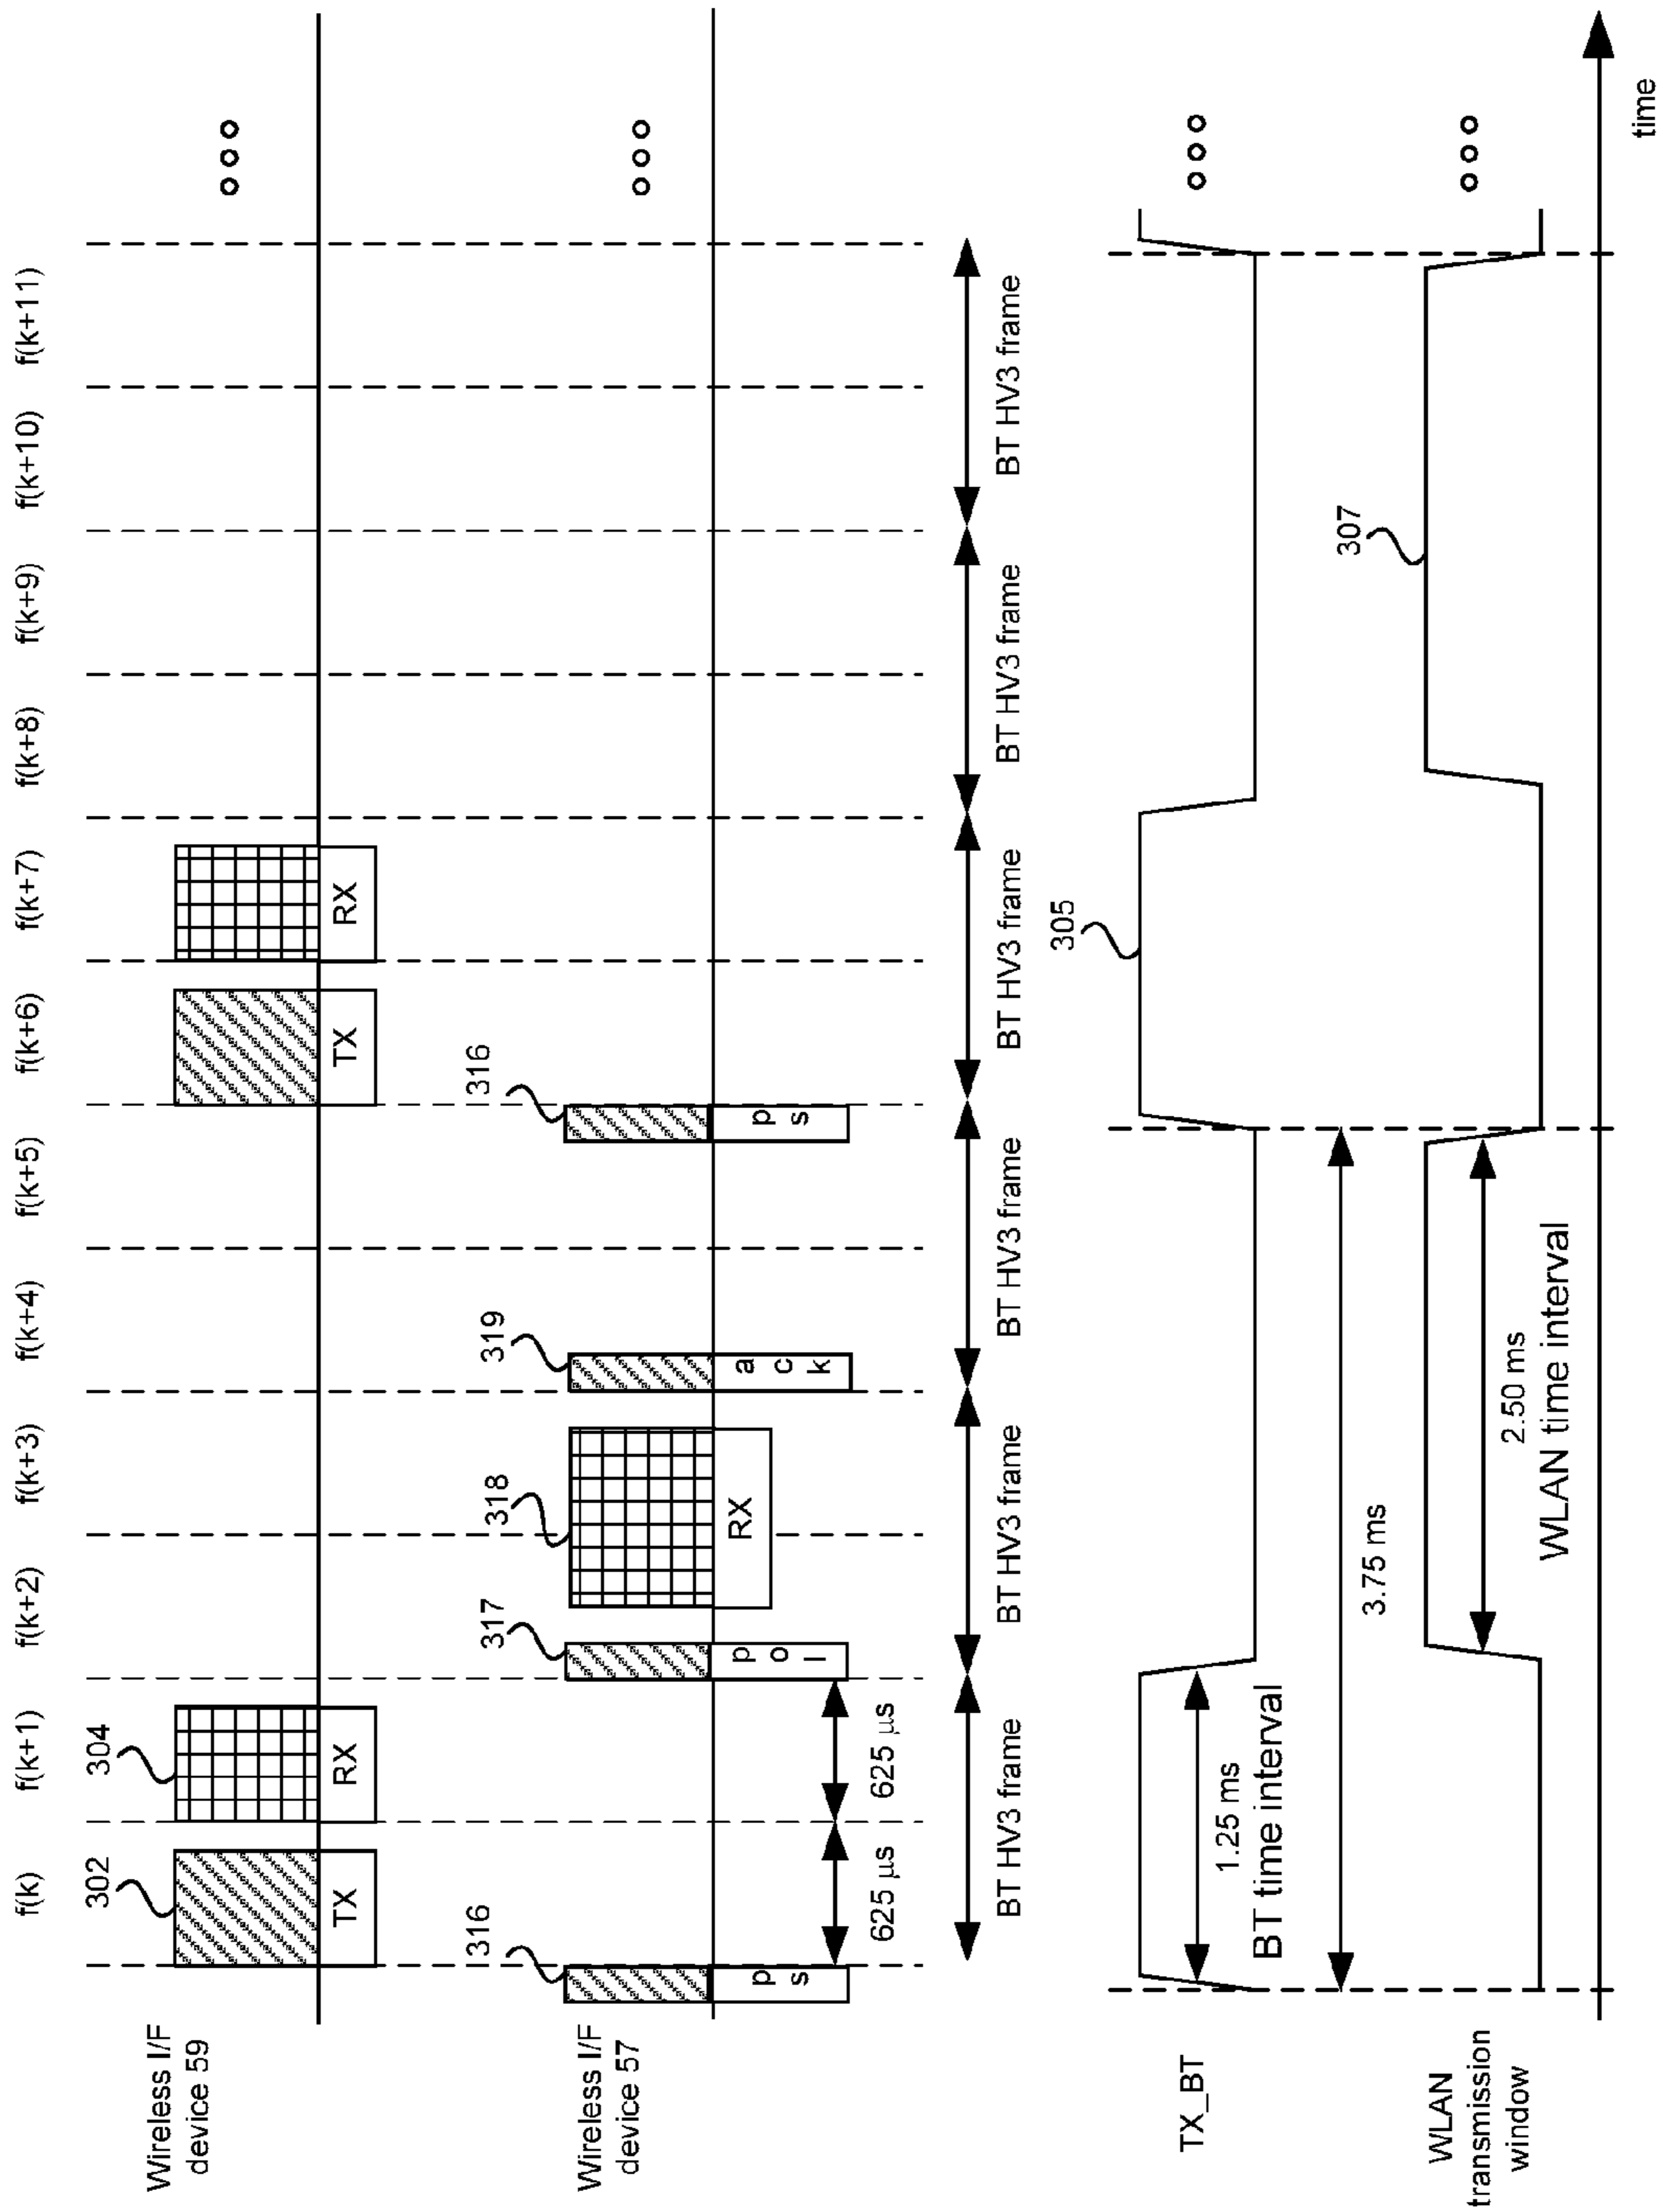 f(k) f(k+1) f(k+2) f(k+3) f(k+4) f(k+5) f(k+6) f(k+7) f(k+8) f(k+9) f(k+10) f(k+11)
302 304
Wireless I/F
device 59
TX RX TX RX
316 317 318 319 316
Wireless I/F
device 57
ps pol RX ack ps
625 μs 625 μs
BT HV3 frame BT HV3 frame BT HV3 frame BT HV3 frame BT HV3 frame BT HV3 frame
305
TX_BT
1.25 ms
BT time interval
3.75 ms
307
WLAN
transmission
window
2.50 ms
WLAN time interval
time